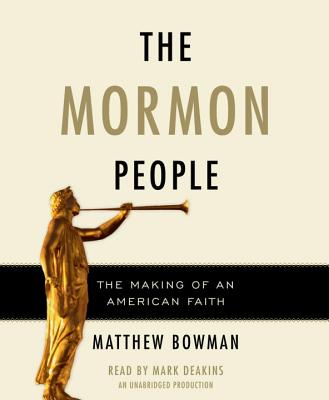 THE
MORMON
PEOPLE
THE MAKING OF AN
AMERICAN FAITH
MATTHEW BOWMAN
READ BY MARK DEAKINS
AN UNABRIDGED PRODUCTION